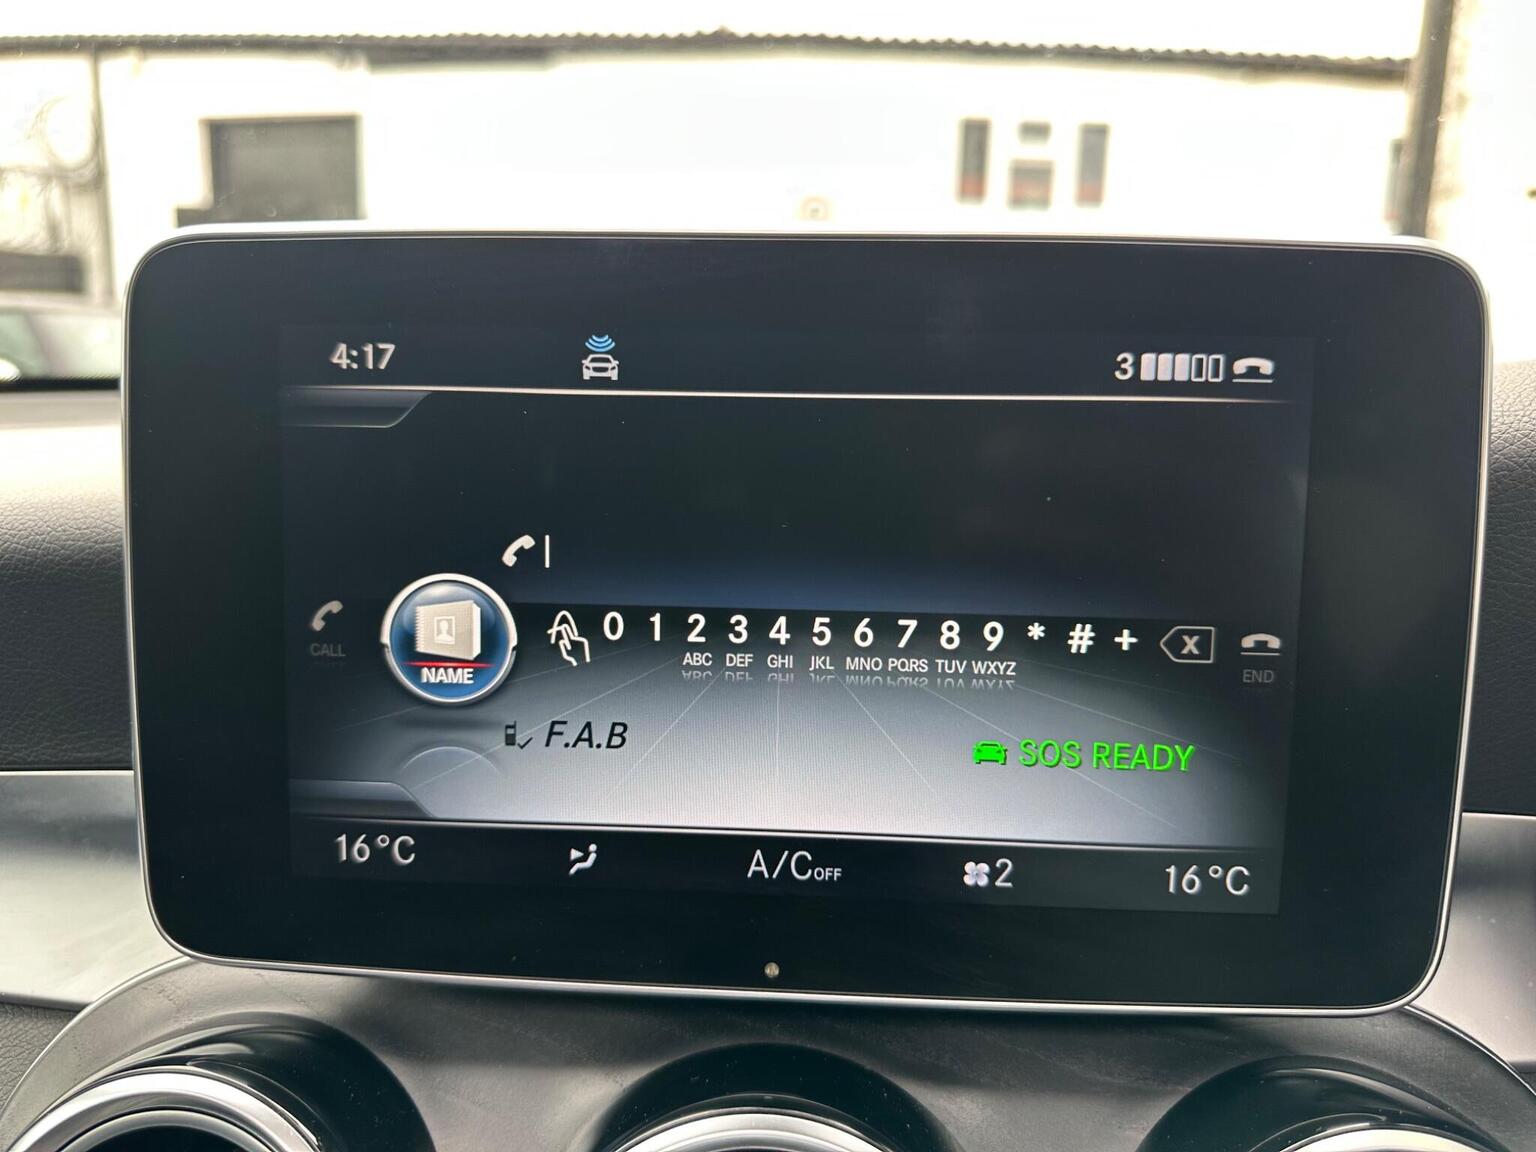 4:17
3
CALL
NAME
0 1 2 3 4 5 6 7 8 9 * # + X
ABC DEF GHI JKL MNO PQRS TUV WXYZ
END
F.A.B
SOS READY
16°C A/C OFF 2 16°C